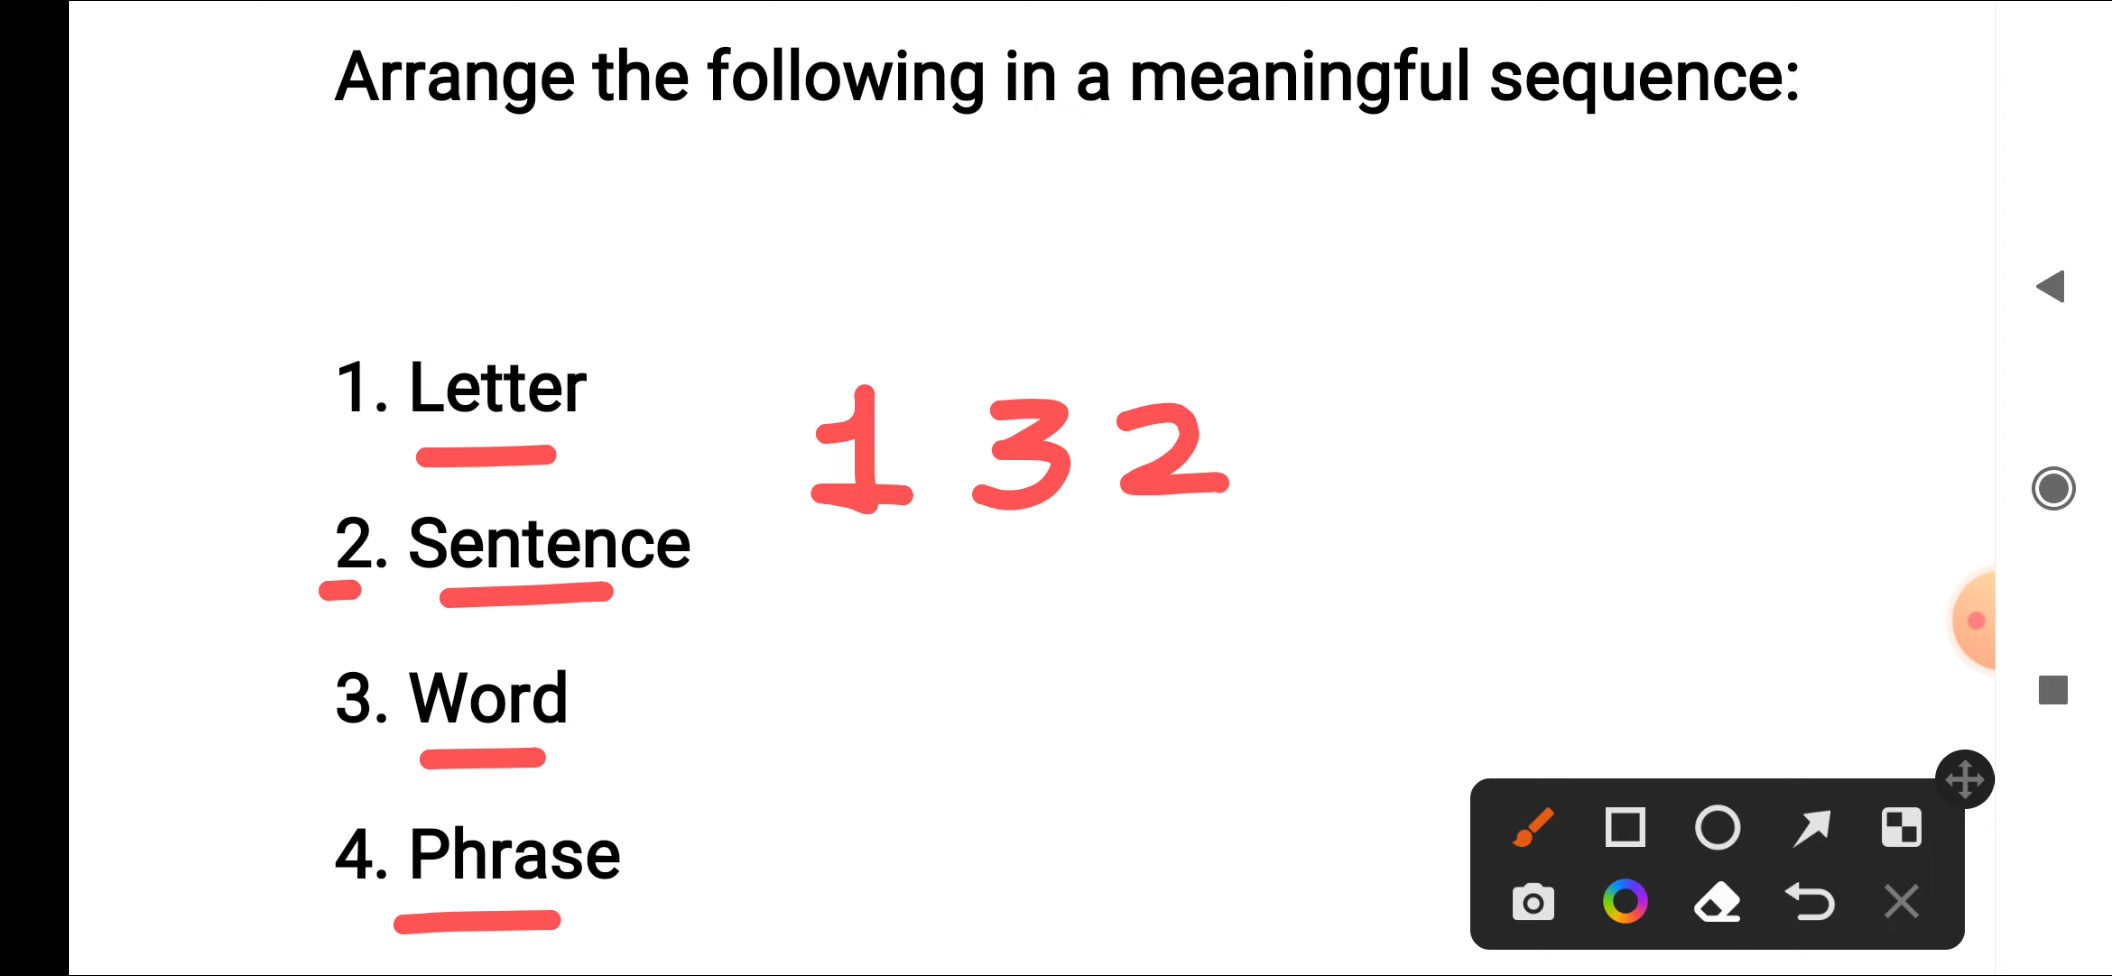 Arrange the following in a meaningful sequence:
1. Letter
1 3 2
2. Sentence
3. Word
4. Phrase